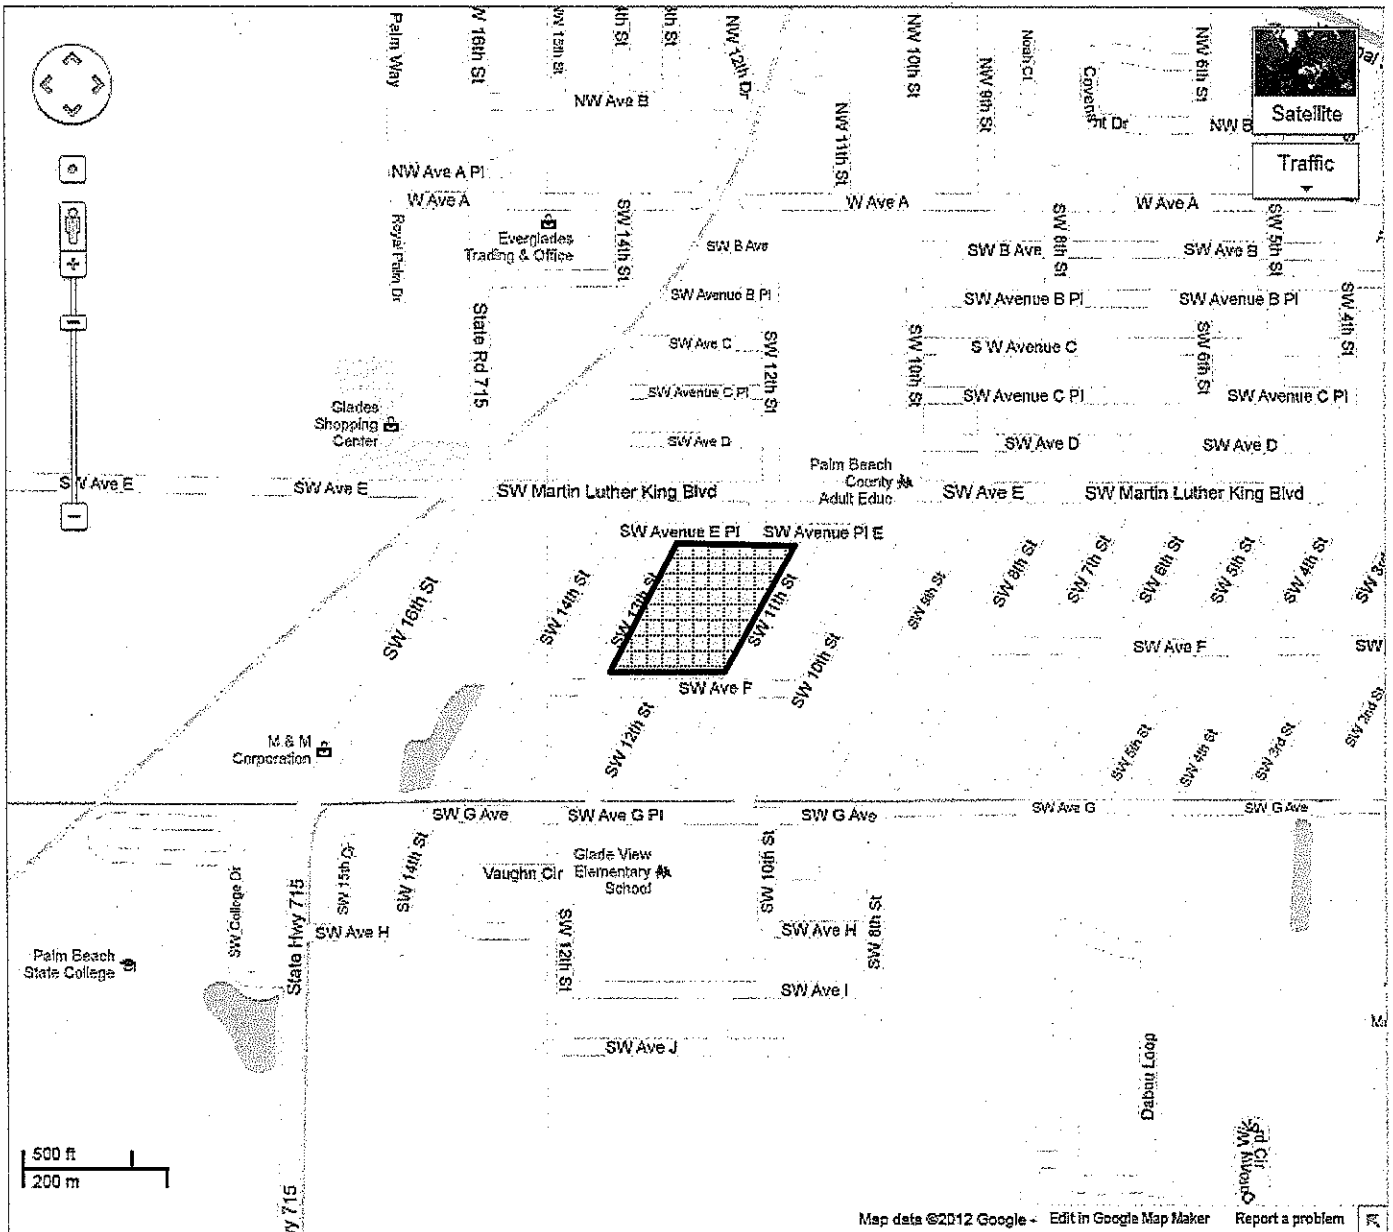 Palm Way
W 16th St
NW 15th St
NW 12th Dr
NW 10th St
NW 9th St
Noah Ct
NW 6th St
NW Ave B
NW 11th St
nt Dr
NW B
Satellite
Traffic
NW Ave A Pl
W Ave A
W Ave A
W Ave A
Royal Palm Dr
Everglades
Trading & Office
SW 14th St
SW B Ave
SW B Ave
SW 8th St
SW Ave B
SW 5th St
SW Avenue B Pl
SW Avenue B Pl
SW Avenue B Pl
State Rd 715
SW Ave C
SW 12th St
SW 10th St
S W Avenue C
SW 6th St
SW 4th St
SW Avenue C Pl
SW Avenue C Pl
SW Avenue C Pl
Glades
Shopping
Center
SW Ave D
SW Ave D
SW Ave D
Palm Beach
County
Adult Educ
SW Ave E
SW Ave E
SW Martin Luther King Blvd
SW Ave E
SW Martin Luther King Blvd
SW Avenue E Pl
SW Avenue Pl E
SW 16th St
SW 14th St
SW 13th St
SW 11th St
SW 10th St
SW 9th St
SW 8th St
SW 7th St
SW 6th St
SW 5th St
SW 4th St
SW 3rd
SW Ave F
SW
SW Ave F
SW 12th St
SW 5th St
SW 4th St
SW 3rd St
SW 2nd St
M & M
Corporation
SW G Ave
SW Ave G Pl
SW G Ave
SW Ave G
SW G Ave
SW College Dr
State Hwy 715
SW 15th Cr
SW 14th St
Vaughn Cir
Glade View
Elementary
School
SW 10th St
SW 8th St
SW Ave H
SW 12th St
SW Ave H
Palm Beach
State College
SW Ave I
SW Ave J
Dabuu Loop
500 ft
200 m
wy 715
Map data ©2012 Google -
Edit in Google Map Maker
Report a problem